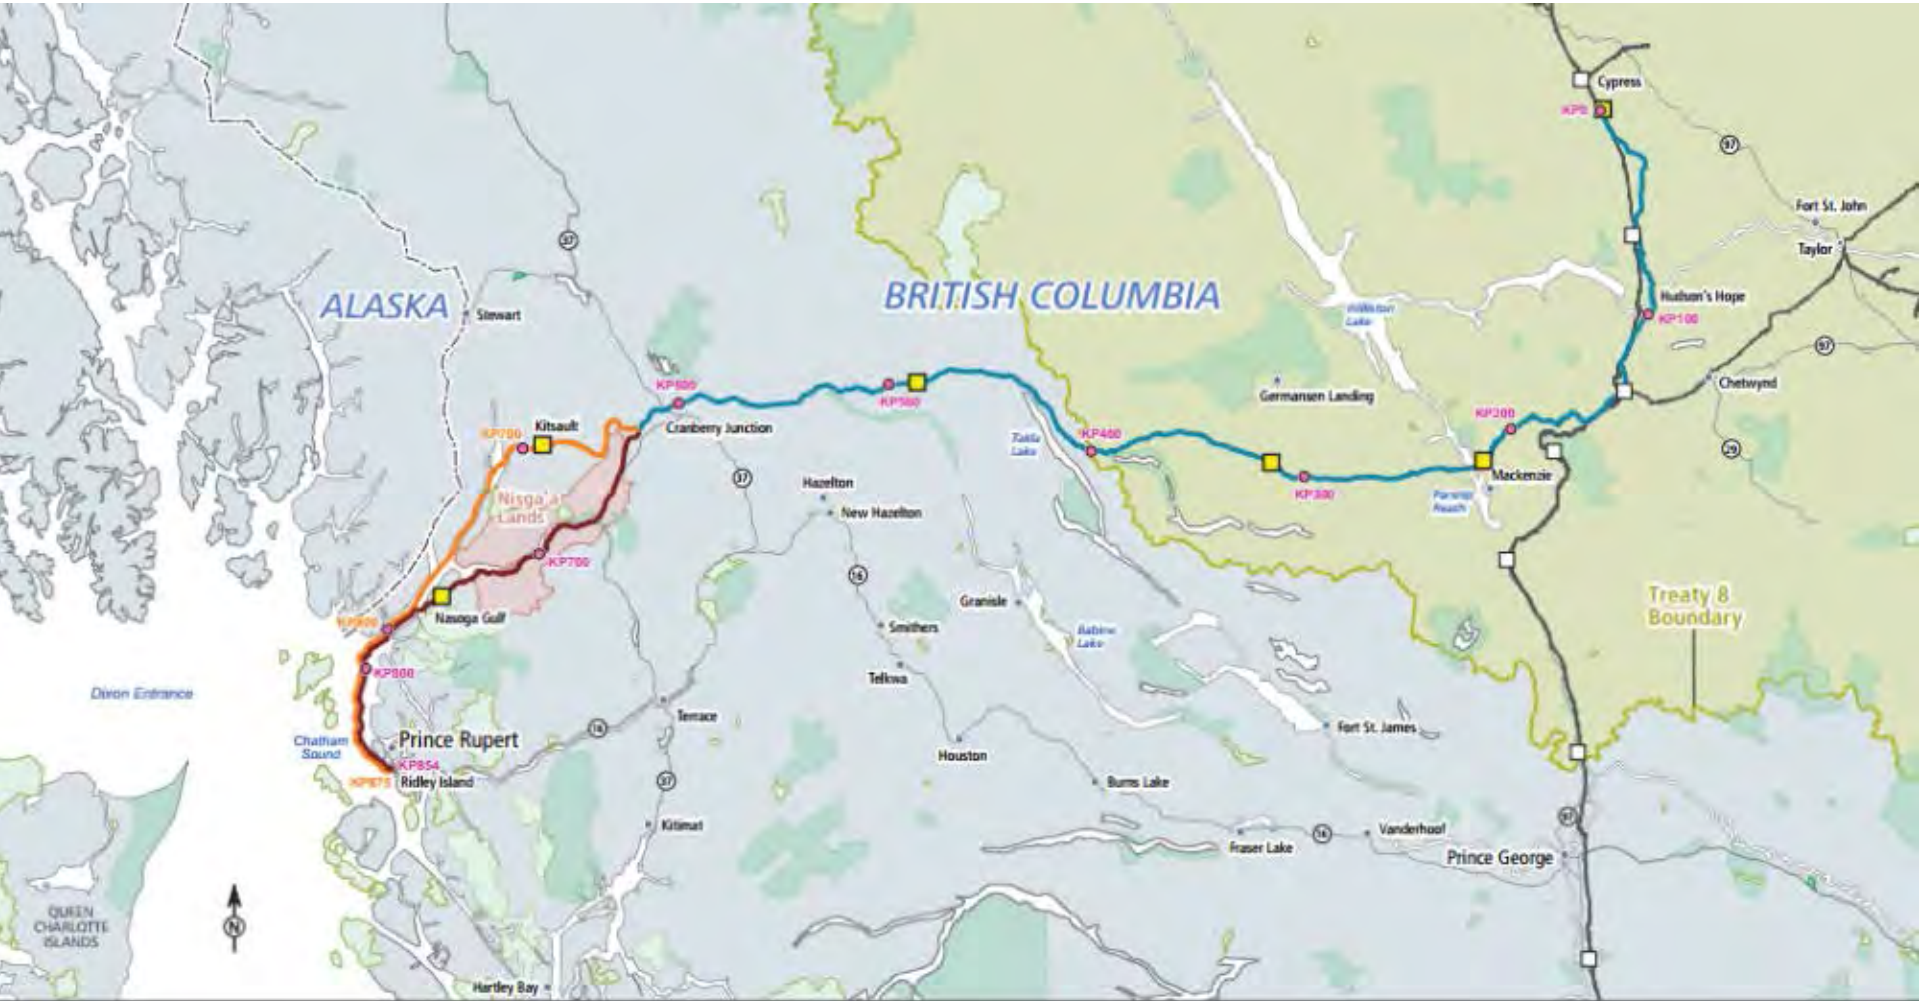 Cypress
KP0
97
Fort St. John
Taylor
37
ALASKA
BRITISH COLUMBIA
Stewart
Williston
Lake
Hudson's Hope
KP100
97
Chetwynd
KP600
KP500
Germansen Landing
KP200
KP700
Kitsault
Cranberry Junction
Takla
Lake
KP400
29
Nisga'a
Lands
37
Hazelton
New Hazelton
KP300
Mackenzie
Parsnip
Reach
KP700
16
Granisle
Treaty 8
Boundary
KP800
Nasoga Gulf
Smithers
Babine
Lake
KP800
Telkwa
Dixon Entrance
Terrace
16
Fort St. James
Chatham
Sound
Prince Rupert
Houston
KP854
KP875
Ridley Island
37
Burns Lake
Kitimat
97
16
Vanderhoof
Fraser Lake
Prince George
QUEEN
CHARLOTTE
ISLANDS
N
Hartley Bay